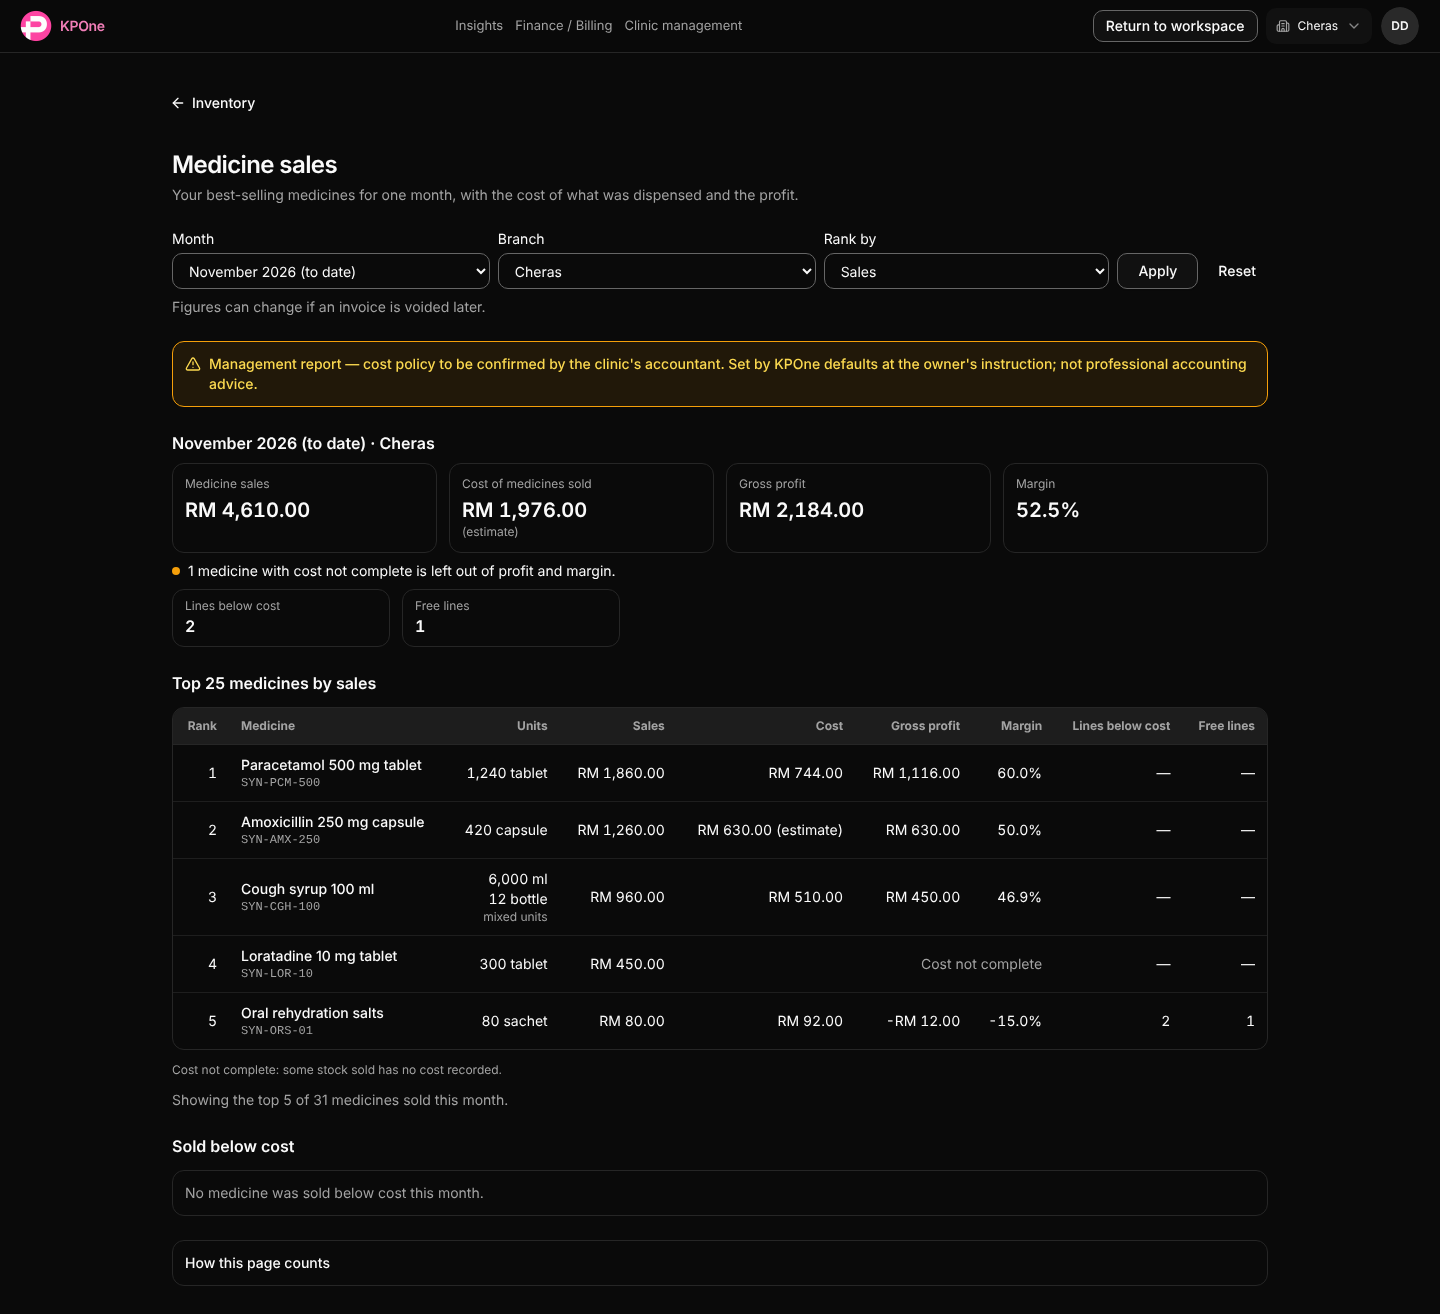 KPOne
Insights Finance / Billing Clinic management
Return to workspace
Cheras
DD
Inventory
Medicine sales
Your best-selling medicines for one month, with the cost of what was dispensed and the profit.
Month Branch Rank by
November 2026 (to date) Cheras Sales Apply Reset
Figures can change if an invoice is voided later.
Management report — cost policy to be confirmed by the clinic's accountant. Set by KPOne defaults at the owner's instruction; not professional accounting
advice.
November 2026 (to date) · Cheras
Medicine sales
RM 4,610.00
Cost of medicines sold
RM 1,976.00
(estimate)
Gross profit
RM 2,184.00
Margin
52.5%
1 medicine with cost not complete is left out of profit and margin.
Lines below cost
2
Free lines
1
Top 25 medicines by sales
Rank Medicine Units Sales Cost Gross profit Margin Lines below cost Free lines
1 Paracetamol 500 mg tablet 1,240 tablet RM 1,860.00 RM 744.00 RM 1,116.00 60.0% — —
SYN-PCM-500
2 Amoxicillin 250 mg capsule 420 capsule RM 1,260.00 RM 630.00 (estimate) RM 630.00 50.0% — —
SYN-AMX-250
3 Cough syrup 100 ml 6,000 ml RM 960.00 RM 510.00 RM 450.00 46.9% — —
SYN-CGH-100 12 bottle
mixed units
4 Loratadine 10 mg tablet 300 tablet RM 450.00 Cost not complete — —
SYN-LOR-10
5 Oral rehydration salts 80 sachet RM 80.00 RM 92.00 -RM 12.00 -15.0% 2 1
SYN-ORS-01
Cost not complete: some stock sold has no cost recorded.
Showing the top 5 of 31 medicines sold this month.
Sold below cost
No medicine was sold below cost this month.
How this page counts